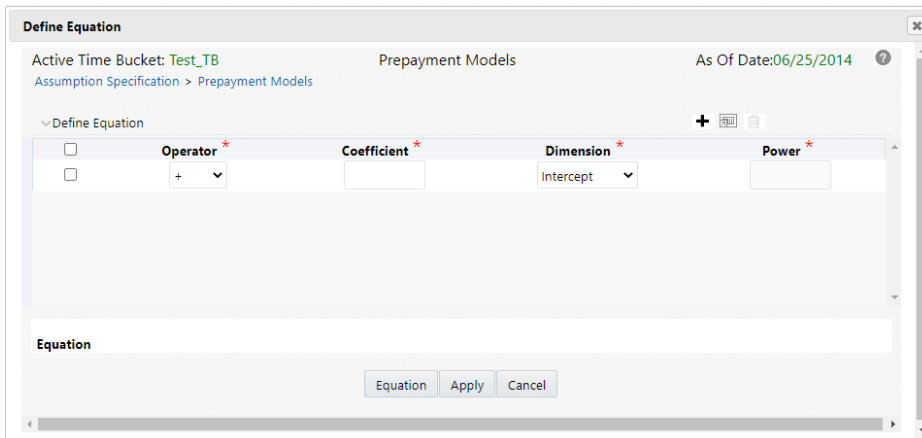 Define Equation
Active Time Bucket: Test_TB Prepayment Models As Of Date:06/25/2014
Assumption Specification > Prepayment Models
Define Equation
Operator * Coefficient * Dimension * Power *
+ Intercept
Equation
Equation Apply Cancel